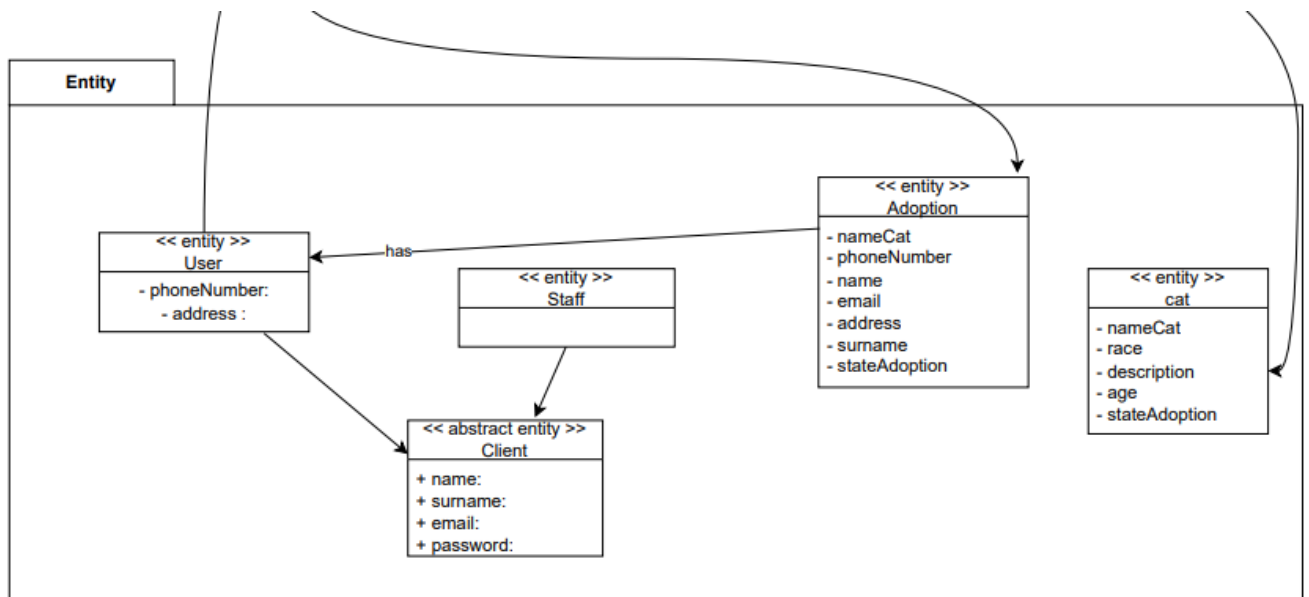 Entity
<< entity >>
User
- phoneNumber:
- address :
has
<< entity >>
Staff
<< entity >>
Adoption
- nameCat
- phoneNumber
- name
- email
- address
- surname
- stateAdoption
<< entity >>
cat
- nameCat
- race
- description
- age
- stateAdoption
<< abstract entity >>
Client
+ name:
+ surname:
+ email:
+ password: